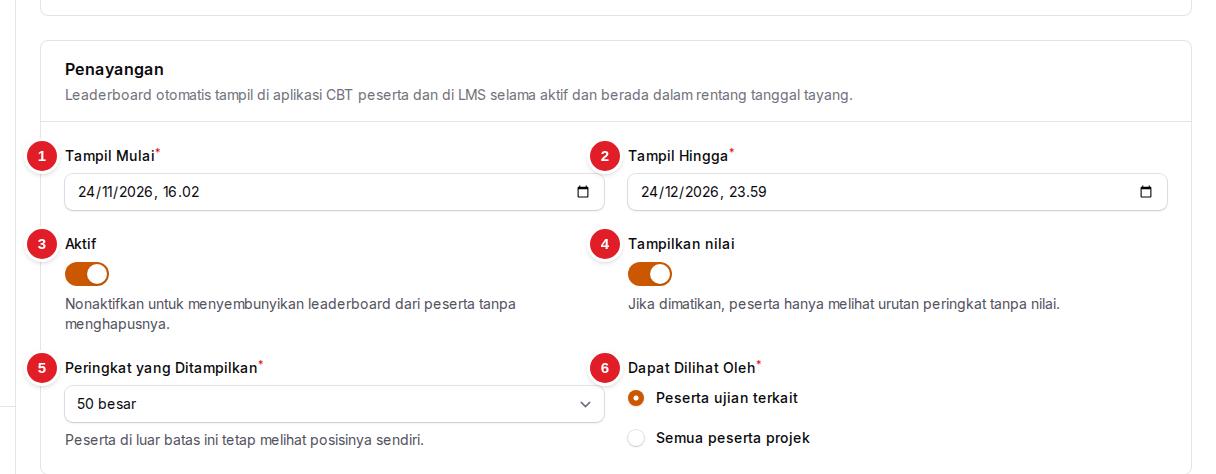 Penayangan
Leaderboard otomatis tampil di aplikasi CBT peserta dan di LMS selama aktif dan berada dalam rentang tanggal tayang.
1 Tampil Mulai*
2 Tampil Hingga*
24/11/2026, 16.02
24/12/2026, 23.59
3 Aktif
4 Tampilkan nilai
Nonaktifkan untuk menyembunyikan leaderboard dari peserta tanpa
menghapusnya.
Jika dimatikan, peserta hanya melihat urutan peringkat tanpa nilai.
5 Peringkat yang Ditampilkan*
6 Dapat Dilihat Oleh*
50 besar
Peserta ujian terkait
Peserta di luar batas ini tetap melihat posisinya sendiri.
Semua peserta projek